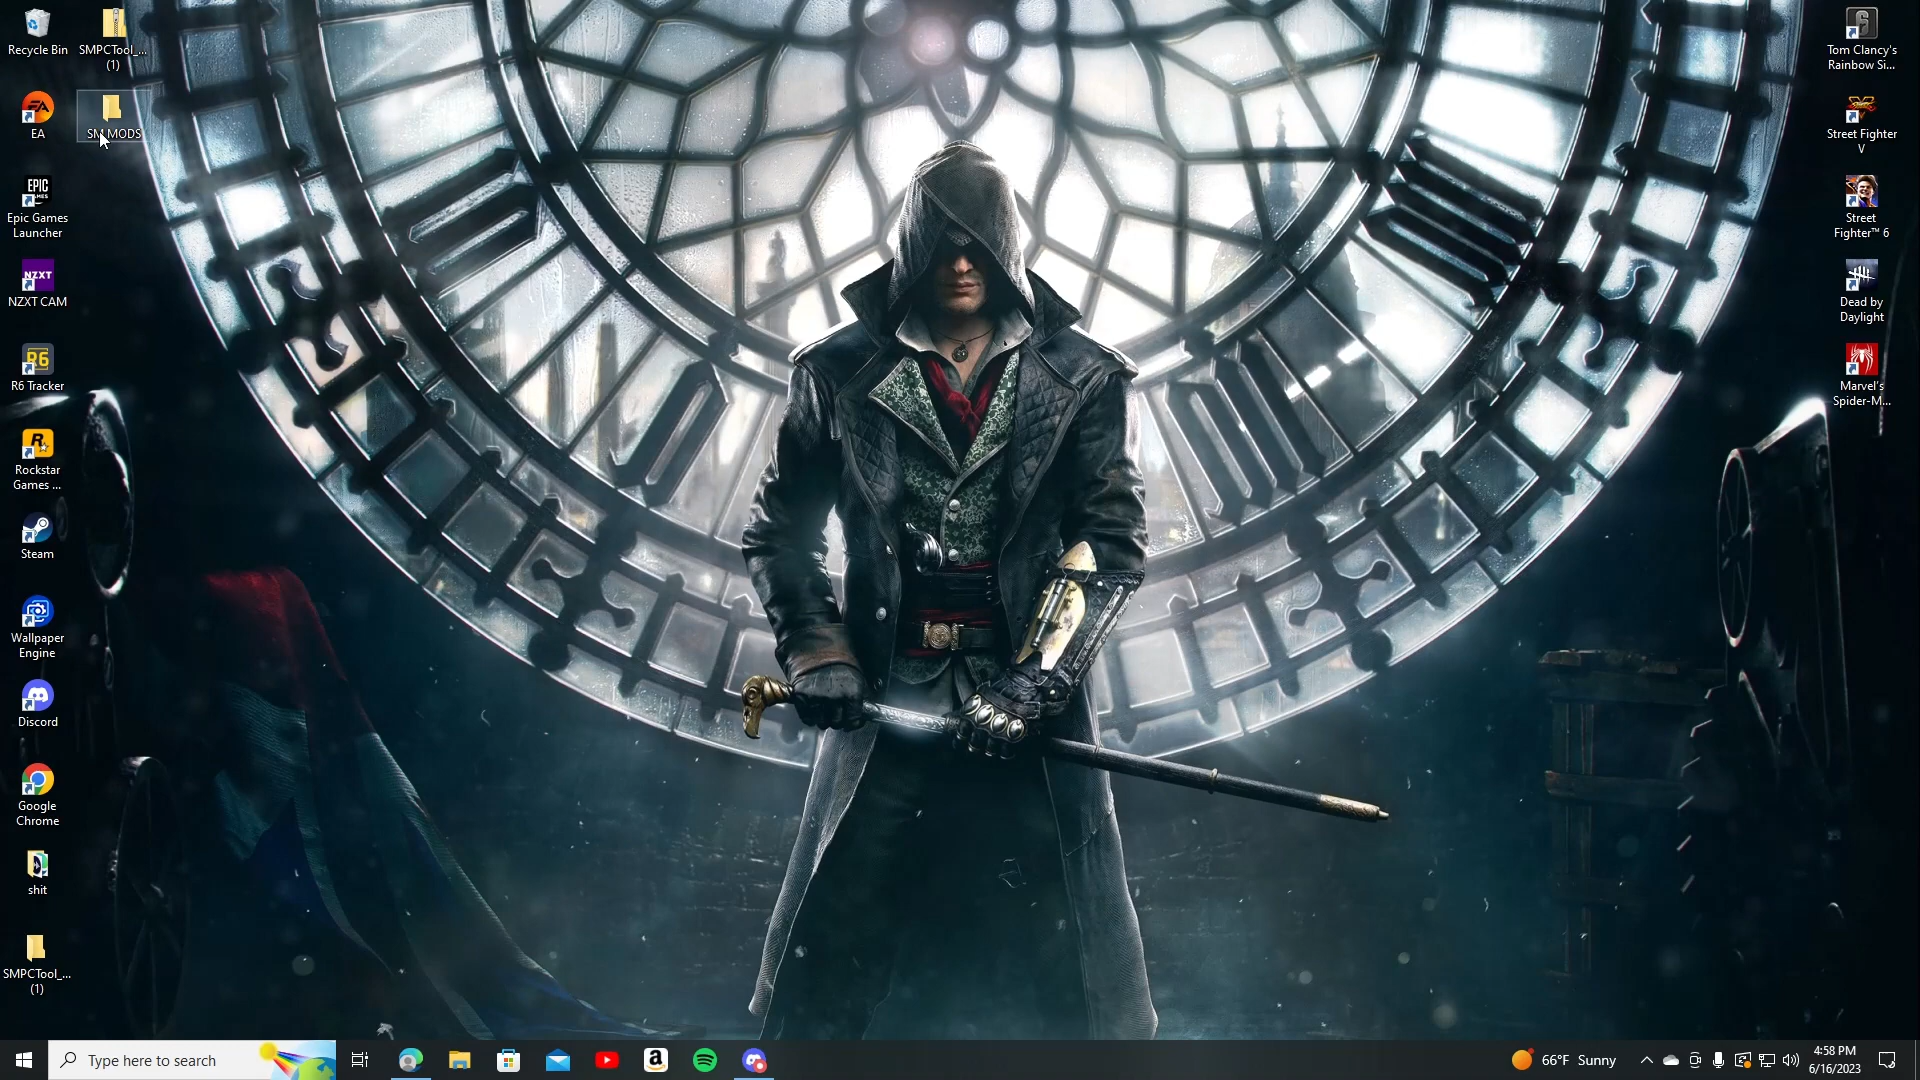 Recycle Bin
SMPCTool_...
(1)
EA
SM MODS
Epic Games
Launcher
NZXT
NZXT CAM
R6
R6 Tracker
Rockstar
Games ...
Steam
Wallpaper
Engine
Discord
Google
Chrome
shit
SMPCTool_...
(1)
Tom Clancy's
Rainbow Si...
Street Fighter
V
Street
Fighter™ 6
Dead by
Daylight
Marvel's
Spider-M...
Type here to search
66°F Sunny
4:58 PM
6/16/2023